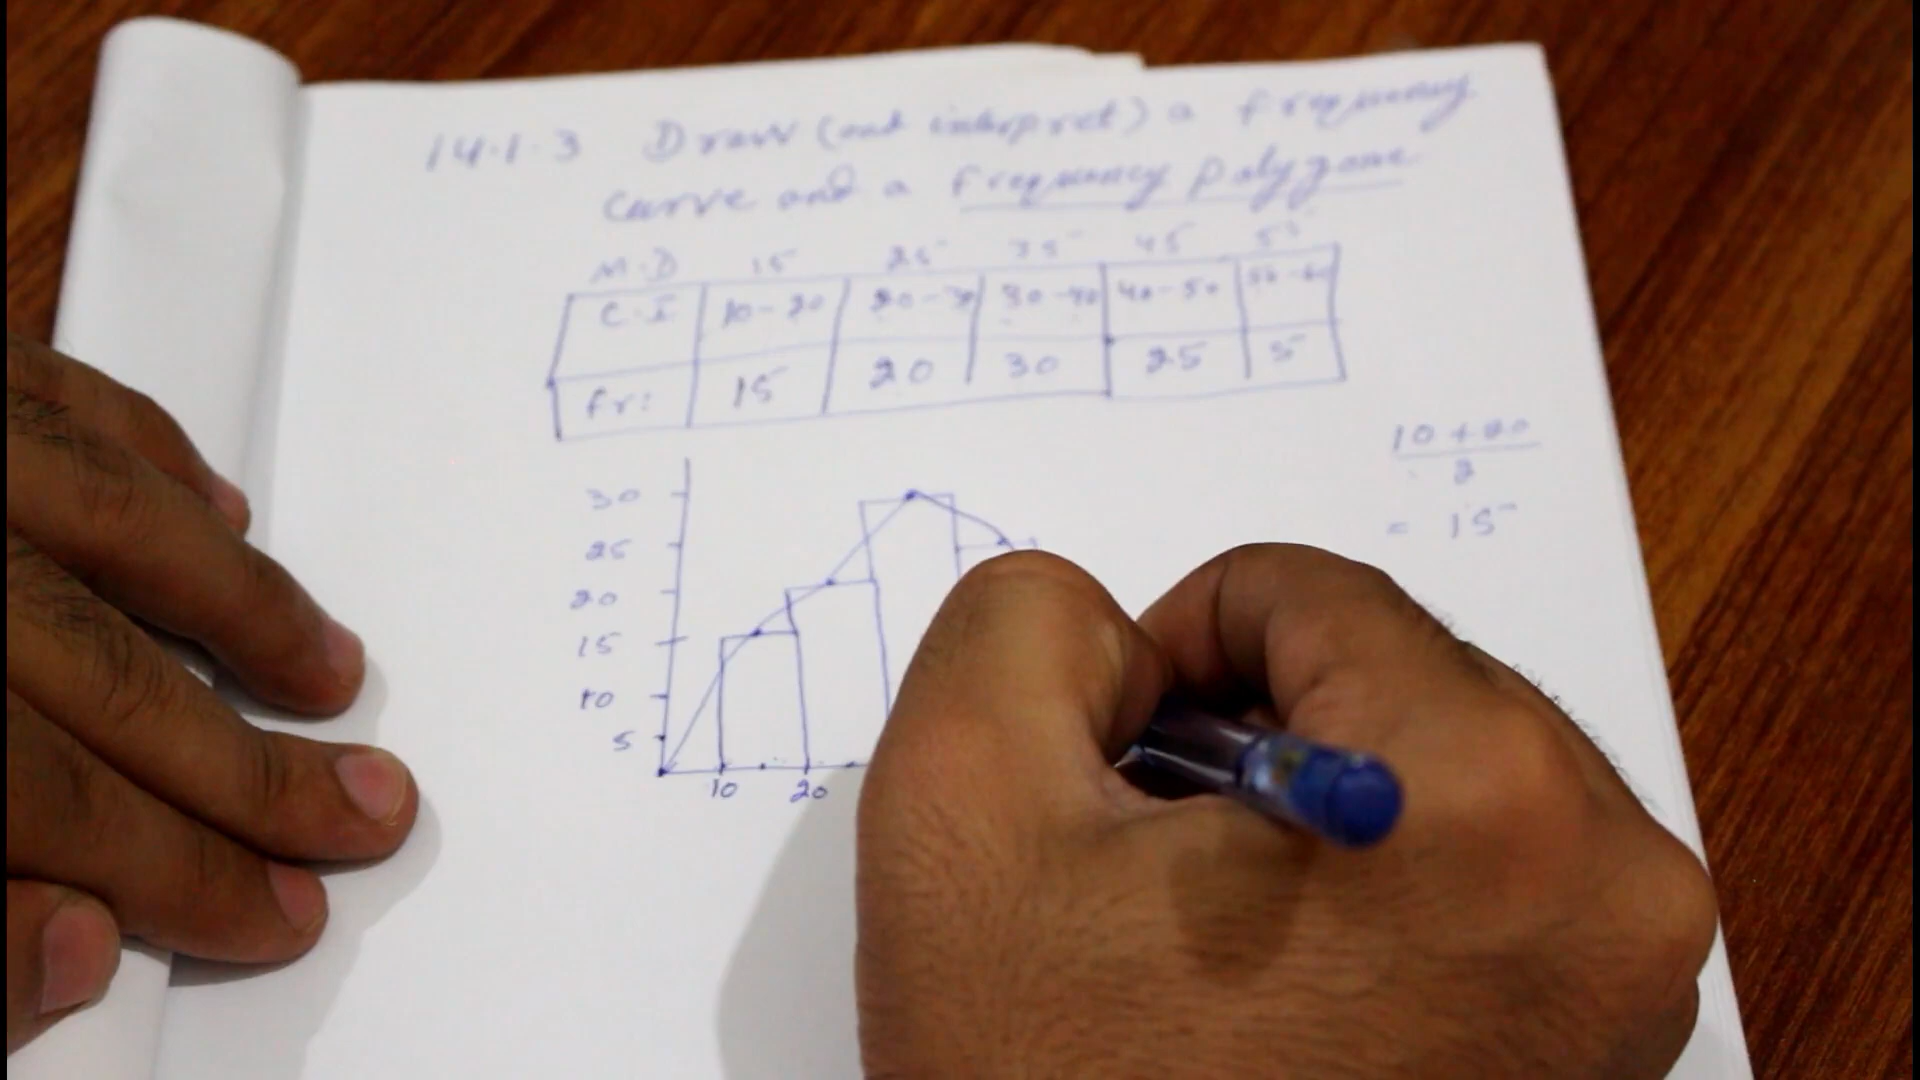 14.1.3 Draw (and interpret) a frequency
curve and a frequency polygone
M.D 15 25 35 45 55
C.I 10-20 20-30 30-40 40-50 50-60
fr: 15 20 30 25 5
10+20
2
= 15
30
25
20
15
10
5
10 20